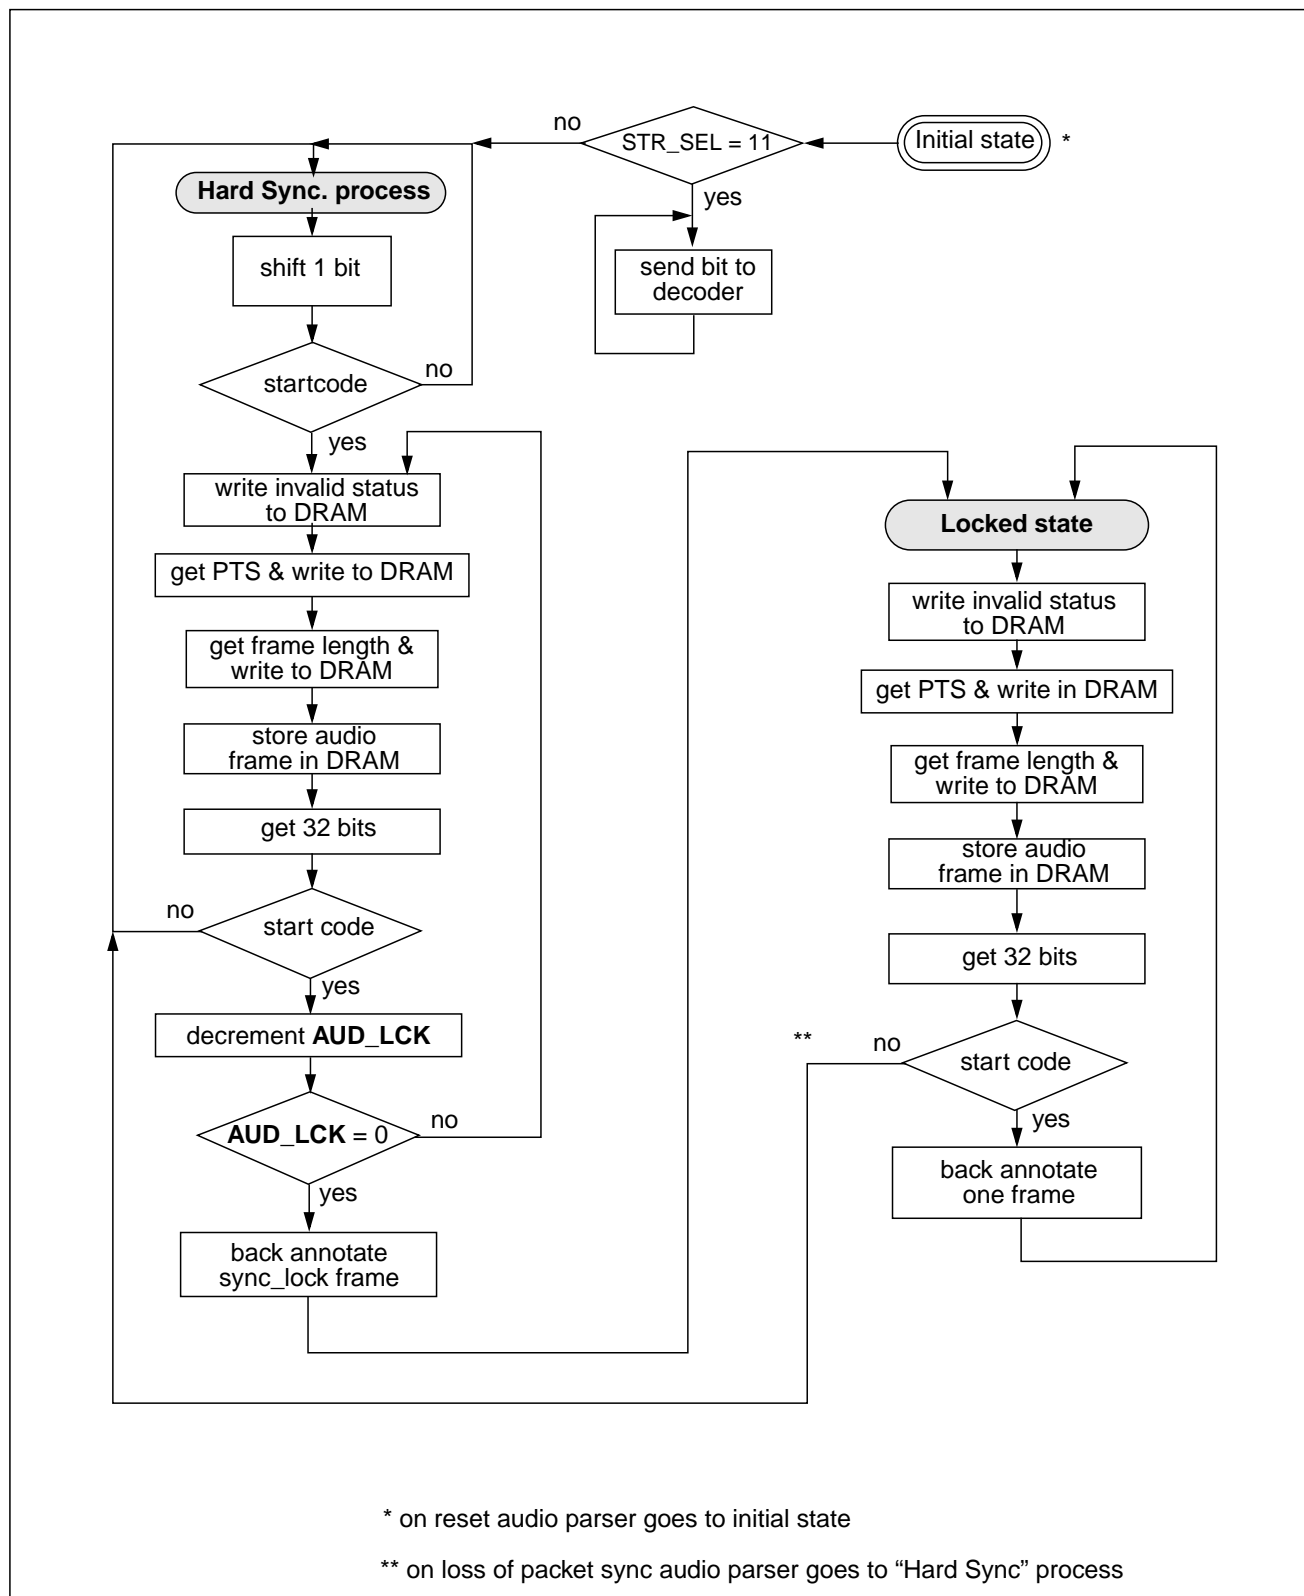 no
STR_SEL = 11
Initial state
*
Hard Sync. process
yes
shift 1 bit
send bit to
decoder
startcode
no
yes
write invalid status
to DRAM
get PTS & write to DRAM
get frame length &
write to DRAM
store audio
frame in DRAM
get 32 bits
no
start code
yes
decrement AUD_LCK
AUD_LCK = 0
no
yes
back annotate
sync_lock frame
Locked state
write invalid status
to DRAM
get PTS & write in DRAM
get frame length &
write to DRAM
store audio
frame in DRAM
get 32 bits
**
no
start code
yes
back annotate
one frame
* on reset audio parser goes to initial state
** on loss of packet sync audio parser goes to “Hard Sync” process